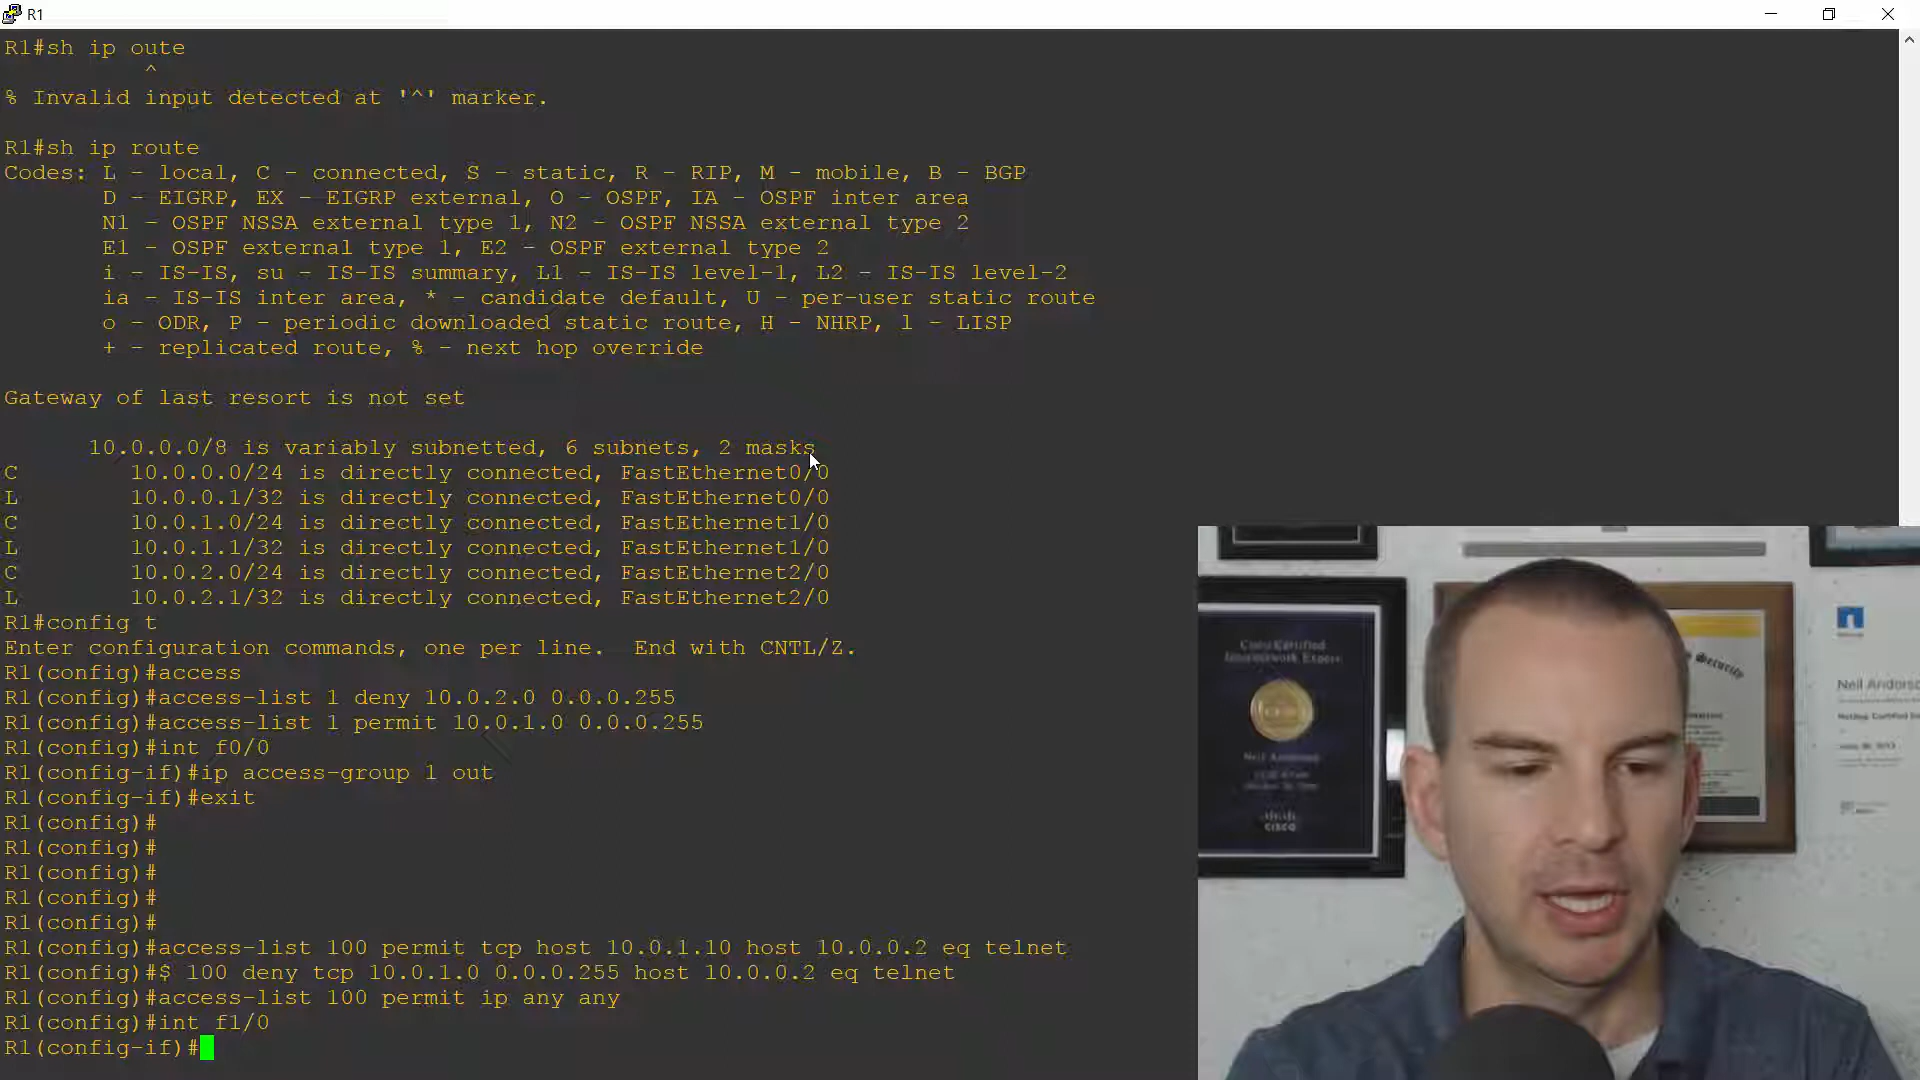 R1
R1#sh ip oute
^
% Invalid input detected at '^' marker.
R1#sh ip route
Codes: L - local, C - connected, S - static, R - RIP, M - mobile, B - BGP
D - EIGRP, EX - EIGRP external, O - OSPF, IA - OSPF inter area
N1 - OSPF NSSA external type 1, N2 - OSPF NSSA external type 2
E1 - OSPF external type 1, E2 - OSPF external type 2
i - IS-IS, su - IS-IS summary, L1 - IS-IS level-1, L2 - IS-IS level-2
ia - IS-IS inter area, * - candidate default, U - per-user static route
o - ODR, P - periodic downloaded static route, H - NHRP, l - LISP
+ - replicated route, % - next hop override
Gateway of last resort is not set
10.0.0.0/8 is variably subnetted, 6 subnets, 2 masks
C 10.0.0.0/24 is directly connected, FastEthernet0/0
L 10.0.0.1/32 is directly connected, FastEthernet0/0
C 10.0.1.0/24 is directly connected, FastEthernet1/0
L 10.0.1.1/32 is directly connected, FastEthernet1/0
C 10.0.2.0/24 is directly connected, FastEthernet2/0
L 10.0.2.1/32 is directly connected, FastEthernet2/0
R1#config t
Enter configuration commands, one per line. End with CNTL/Z.
R1(config)#access
R1(config)#access-list 1 deny 10.0.2.0 0.0.0.255
R1(config)#access-list 1 permit 10.0.1.0 0.0.0.255
R1(config)#int f0/0
R1(config-if)#ip access-group 1 out
R1(config-if)#exit
R1(config)#
R1(config)#
R1(config)#
R1(config)#
R1(config)#
R1(config)#access-list 100 permit tcp host 10.0.1.10 host 10.0.0.2 eq telnet
R1(config)#$ 100 deny tcp 10.0.1.0 0.0.0.255 host 10.0.0.2 eq telnet
R1(config)#access-list 100 permit ip any any
R1(config)#int f1/0
R1(config-if)#
Cisco Certified
Internetwork Expert
Neil Anderson
CISCO
Security
Neil Anderso